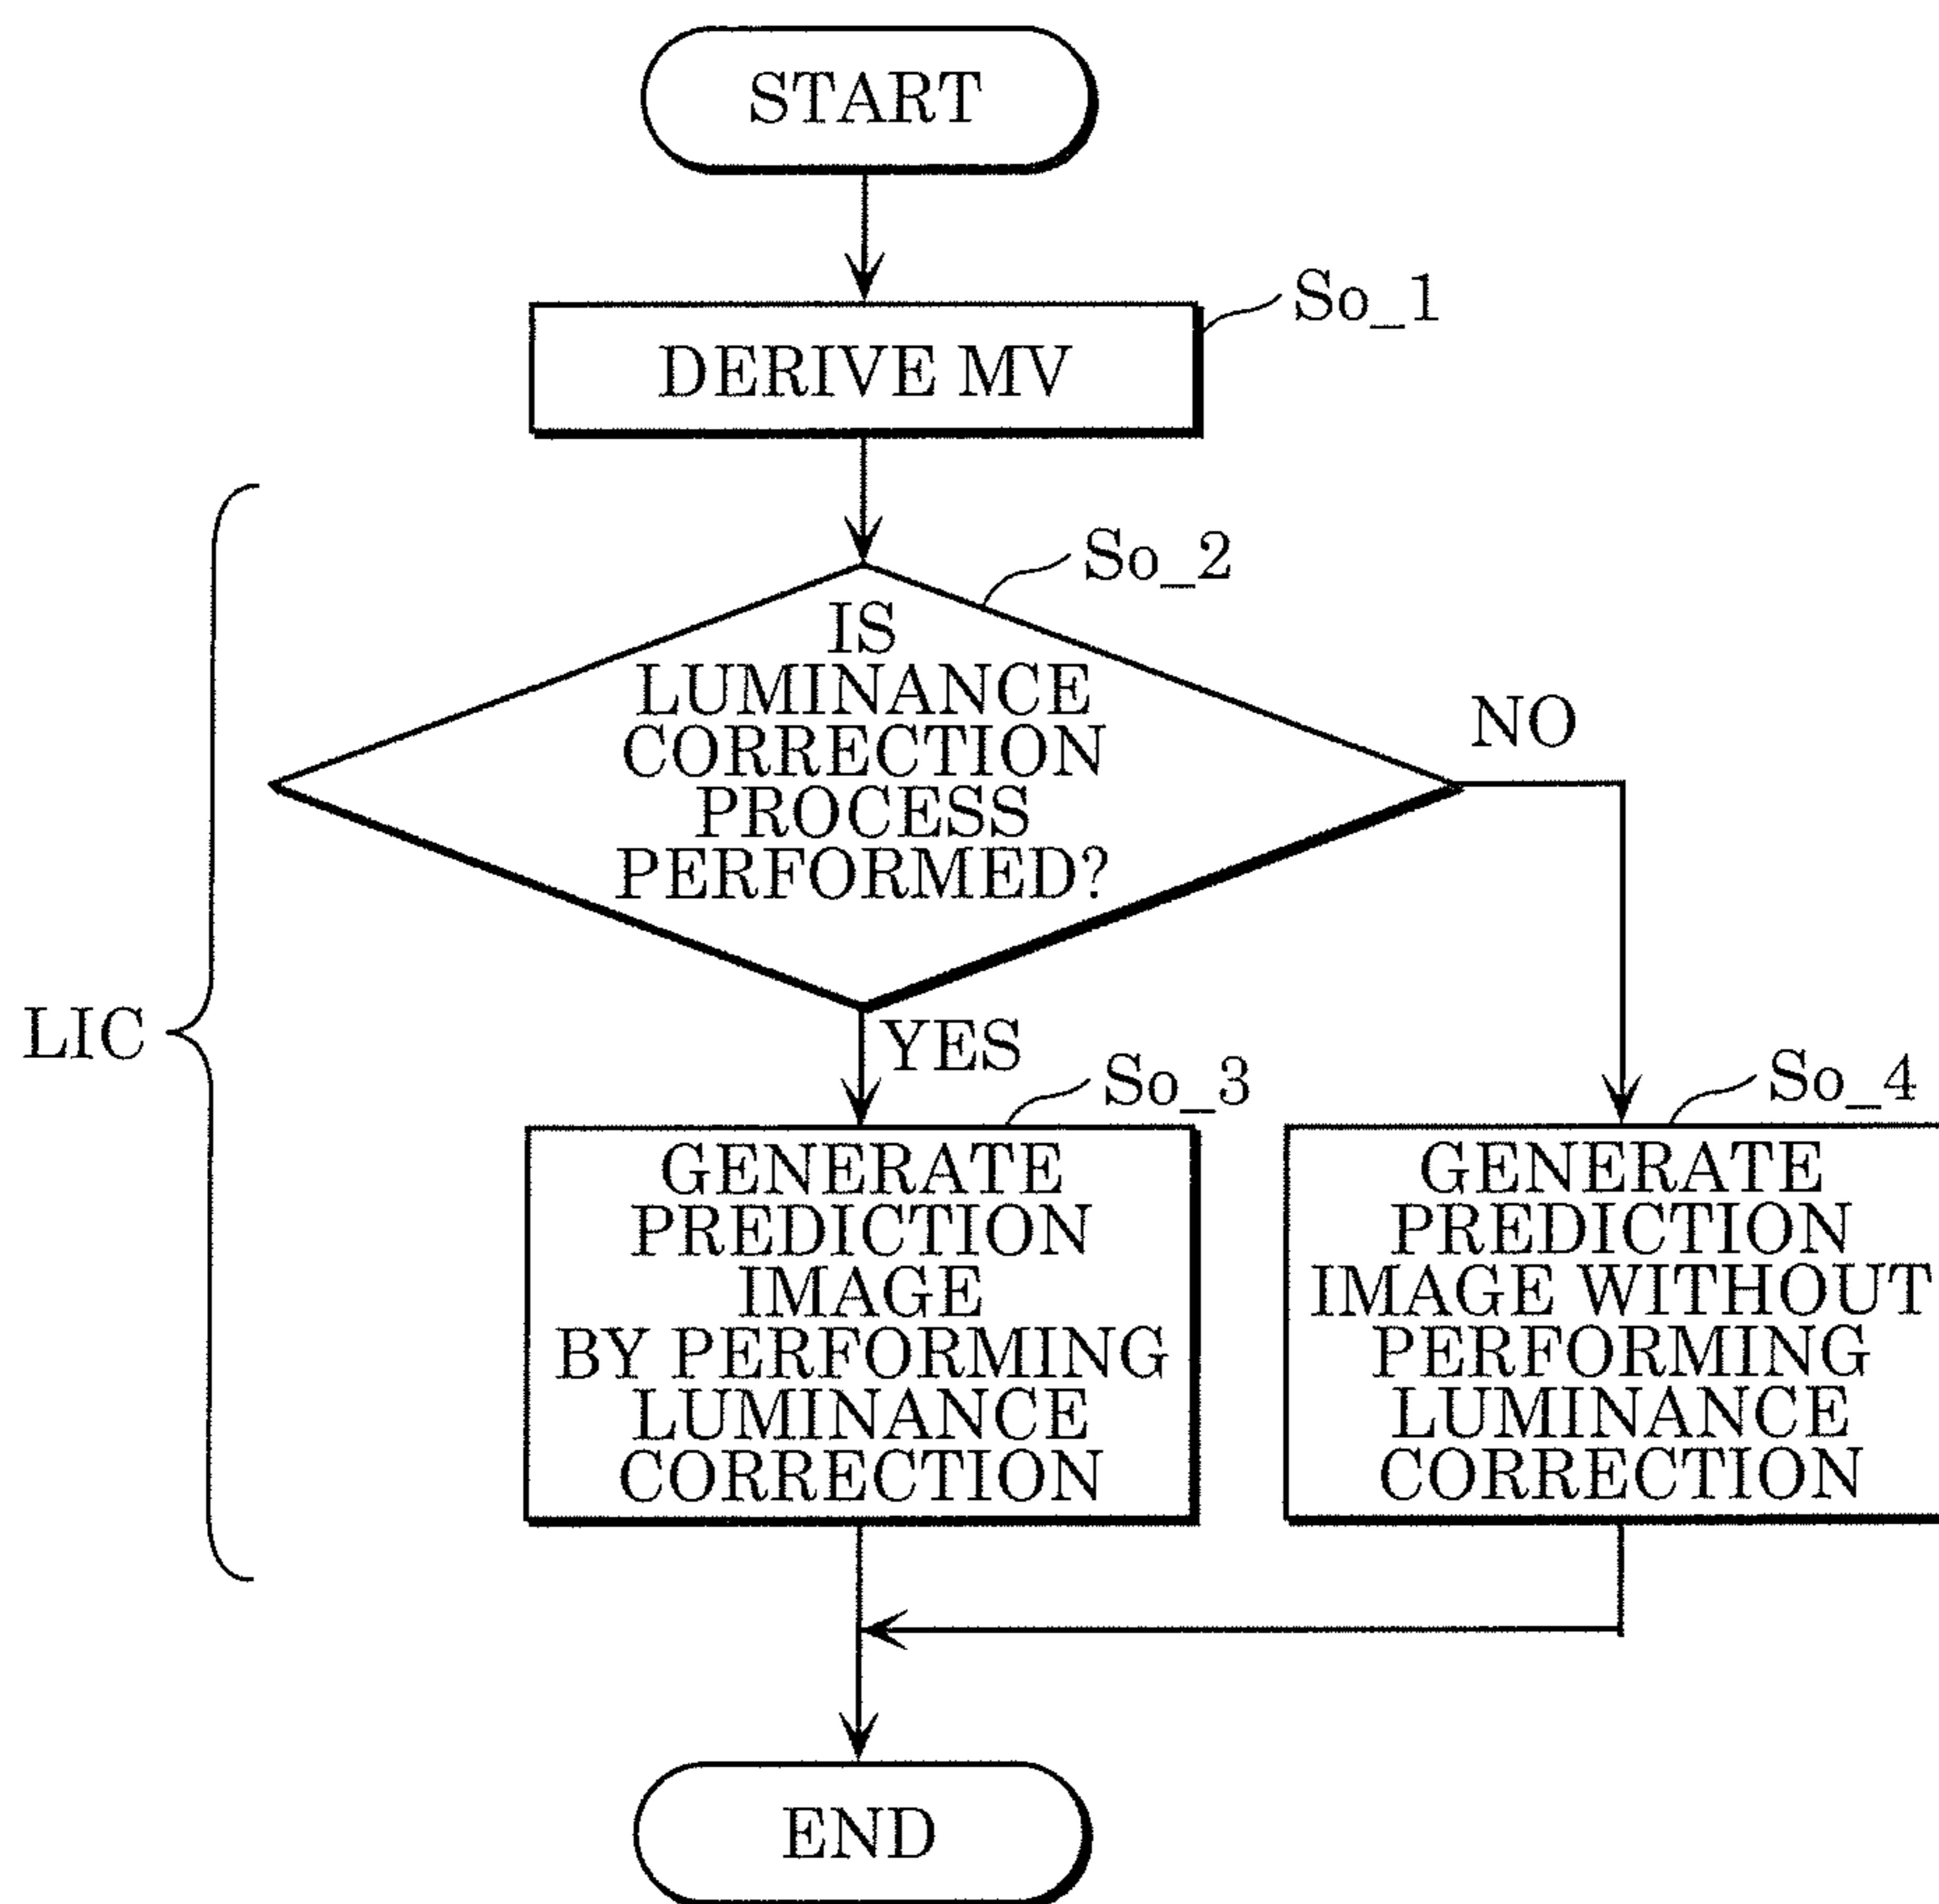 START
So_1
DERIVE MV
So_2
IS
LUMINANCE
CORRECTION
PROCESS
PERFORMED?
NO
LIC
YES
So_3
So_4
GENERATE
PREDICTION
IMAGE
BY PERFORMING
LUMINANCE
CORRECTION
GENERATE
PREDICTION
IMAGE WITHOUT
PERFORMING
LUMINANCE
CORRECTION
END